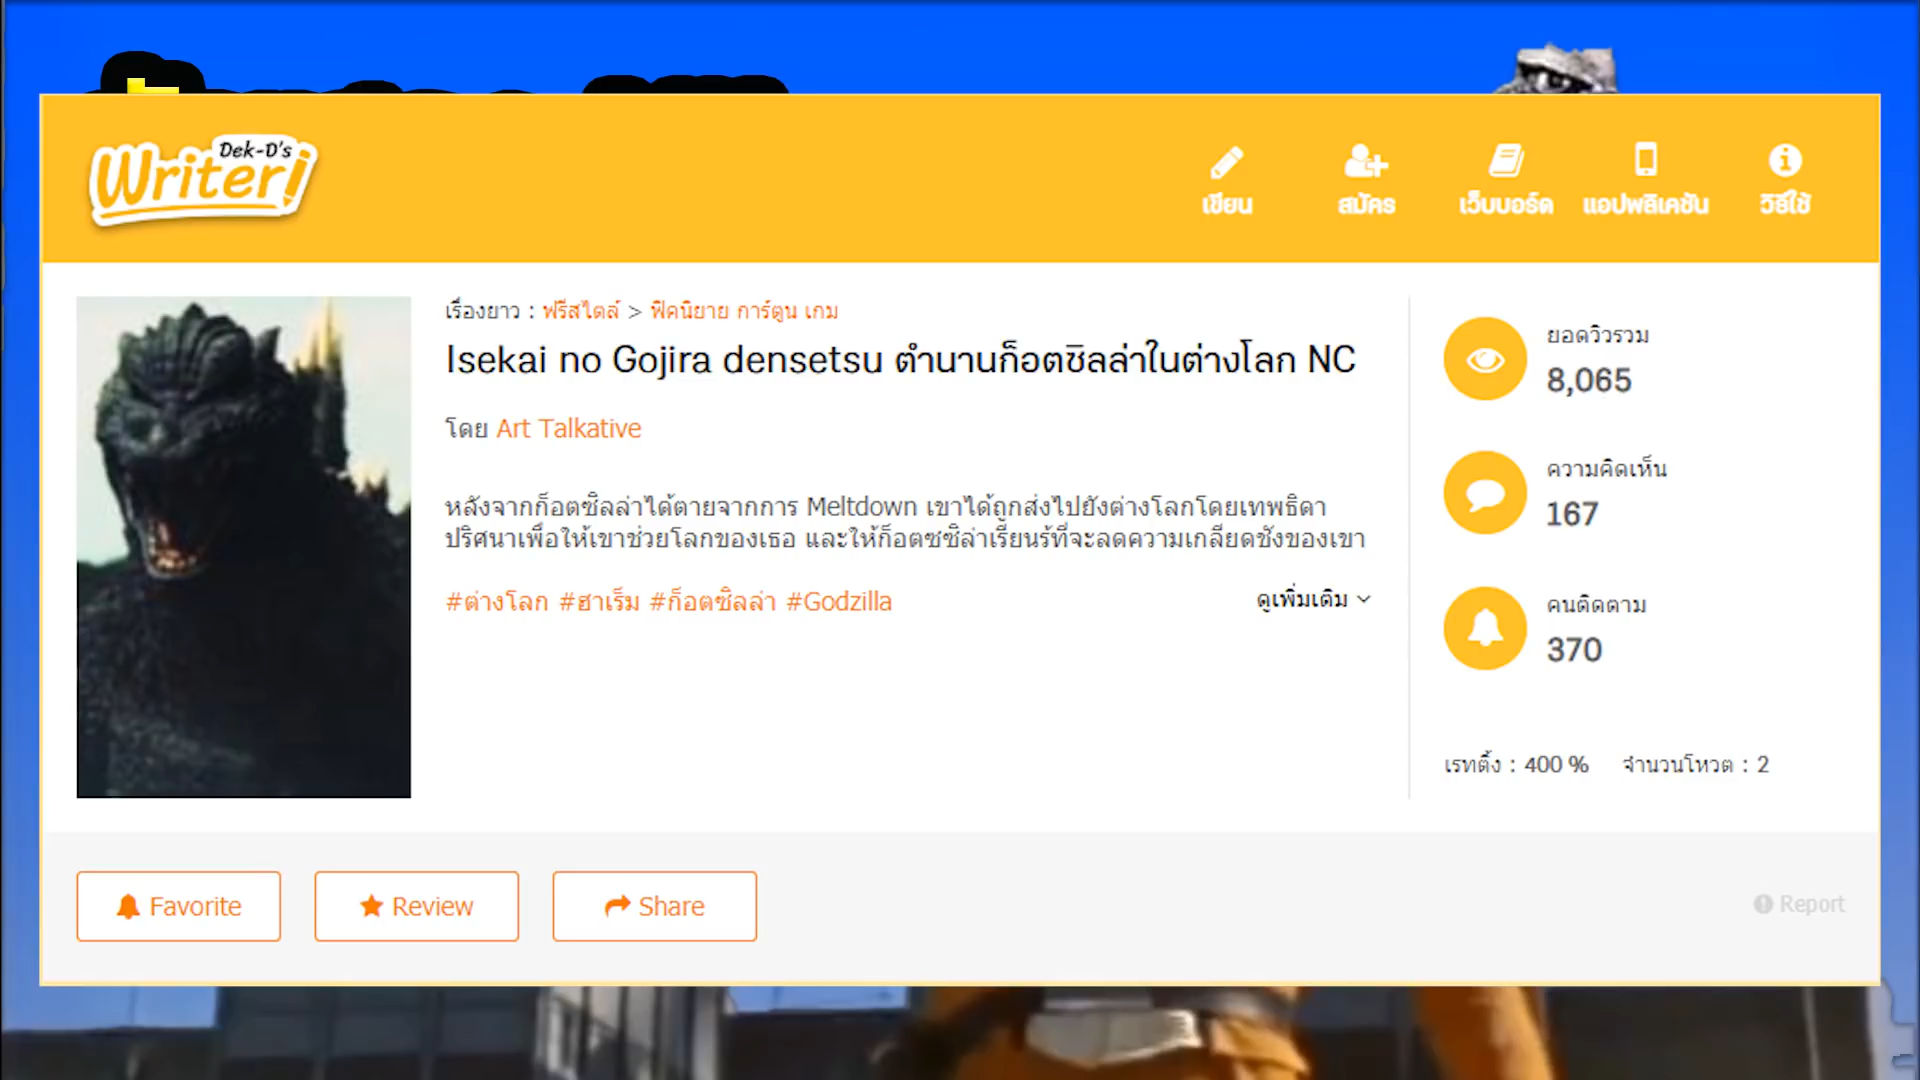 Dek-D's
Writer!
เขียน
สมัคร
เว็บบอร์ด
แอปพลิเคชัน
วิธีใช้
เรื่องยาว : ฟรีสไตล์ > ฟิคนิยาย การ์ตูน เกม
Isekai no Gojira densetsu ตำนานก็อตซิลล่าในต่างโลก NC
โดย Art Talkative
หลังจากก็อตซิลล่าได้ตายจากการ Meltdown เขาได้ถูกส่งไปยังต่างโลกโดยเทพธิดา
ปริศนาเพื่อให้เขาช่วยโลกของเธอ และให้ก็อตซซิล่าเรียนรู้ที่จะลดความเกลียดชังของเขา
#ต่างโลก #ฮาเร็ม #ก็อตซิลล่า #Godzilla
ดูเพิ่มเติม
ยอดวิวรวม
8,065
ความคิดเห็น
167
คนติดตาม
370
เรทติ้ง : 400 % จำนวนโหวต : 2
Favorite
Review
Share
Report